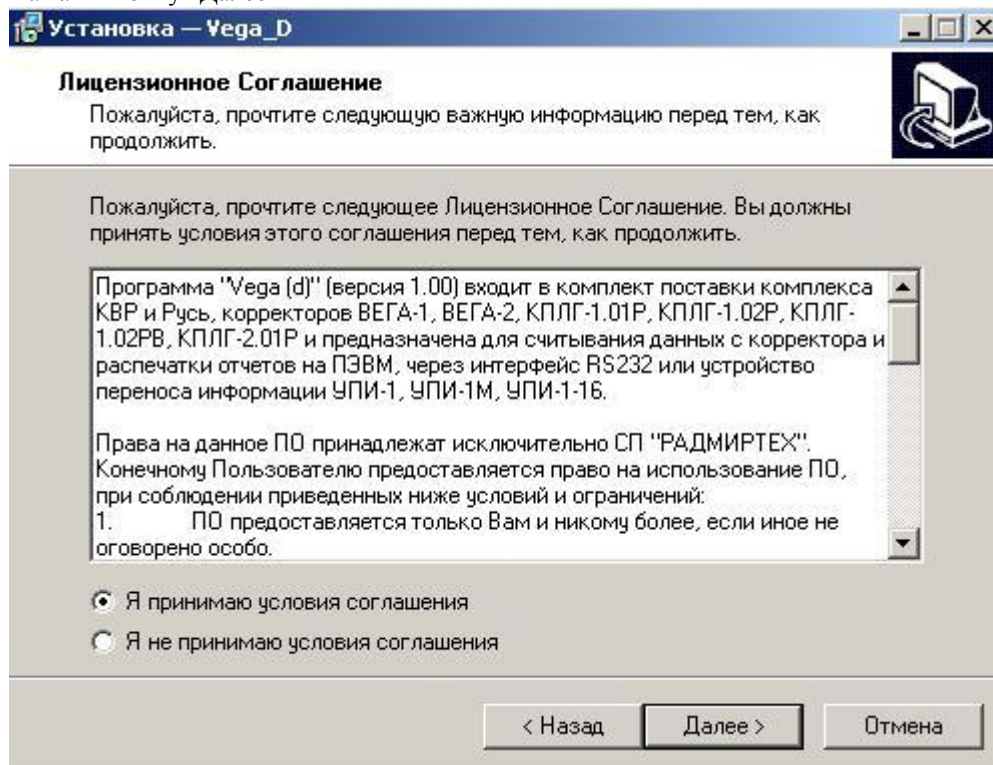 Установка — Vega_D
Лицензионное Соглашение
Пожалуйста, прочтите следующую важную информацию перед тем, как
продолжить.
Пожалуйста, прочтите следующее Лицензионное Соглашение. Вы должны
принять условия этого соглашения перед тем, как продолжить.
Программа "Vega (d)" (версия 1.00) входит в комплект поставки комплекса
КВР и Русь, корректоров ВЕГА-1, ВЕГА-2, КПЛГ-1.01Р, КПЛГ-1.02Р, КПЛГ-
1.02РВ, КПЛГ-2.01Р и предназначена для считывания данных с корректора и
распечатки отчетов на ПЭВМ, через интерфейс RS232 или устройство
переноса информации УПИ-1, УПИ-1М, УПИ-1-16.
Права на данное ПО принадлежат исключительно СП "РАДМИРТЕХ".
Конечному Пользователю предоставляется право на использование ПО,
при соблюдении приведенных ниже условий и ограничений:
1. ПО предоставляется только Вам и никому более, если иное не
оговорено особо.
Я принимаю условия соглашения
Я не принимаю условия соглашения
< Назад
Далее >
Отмена